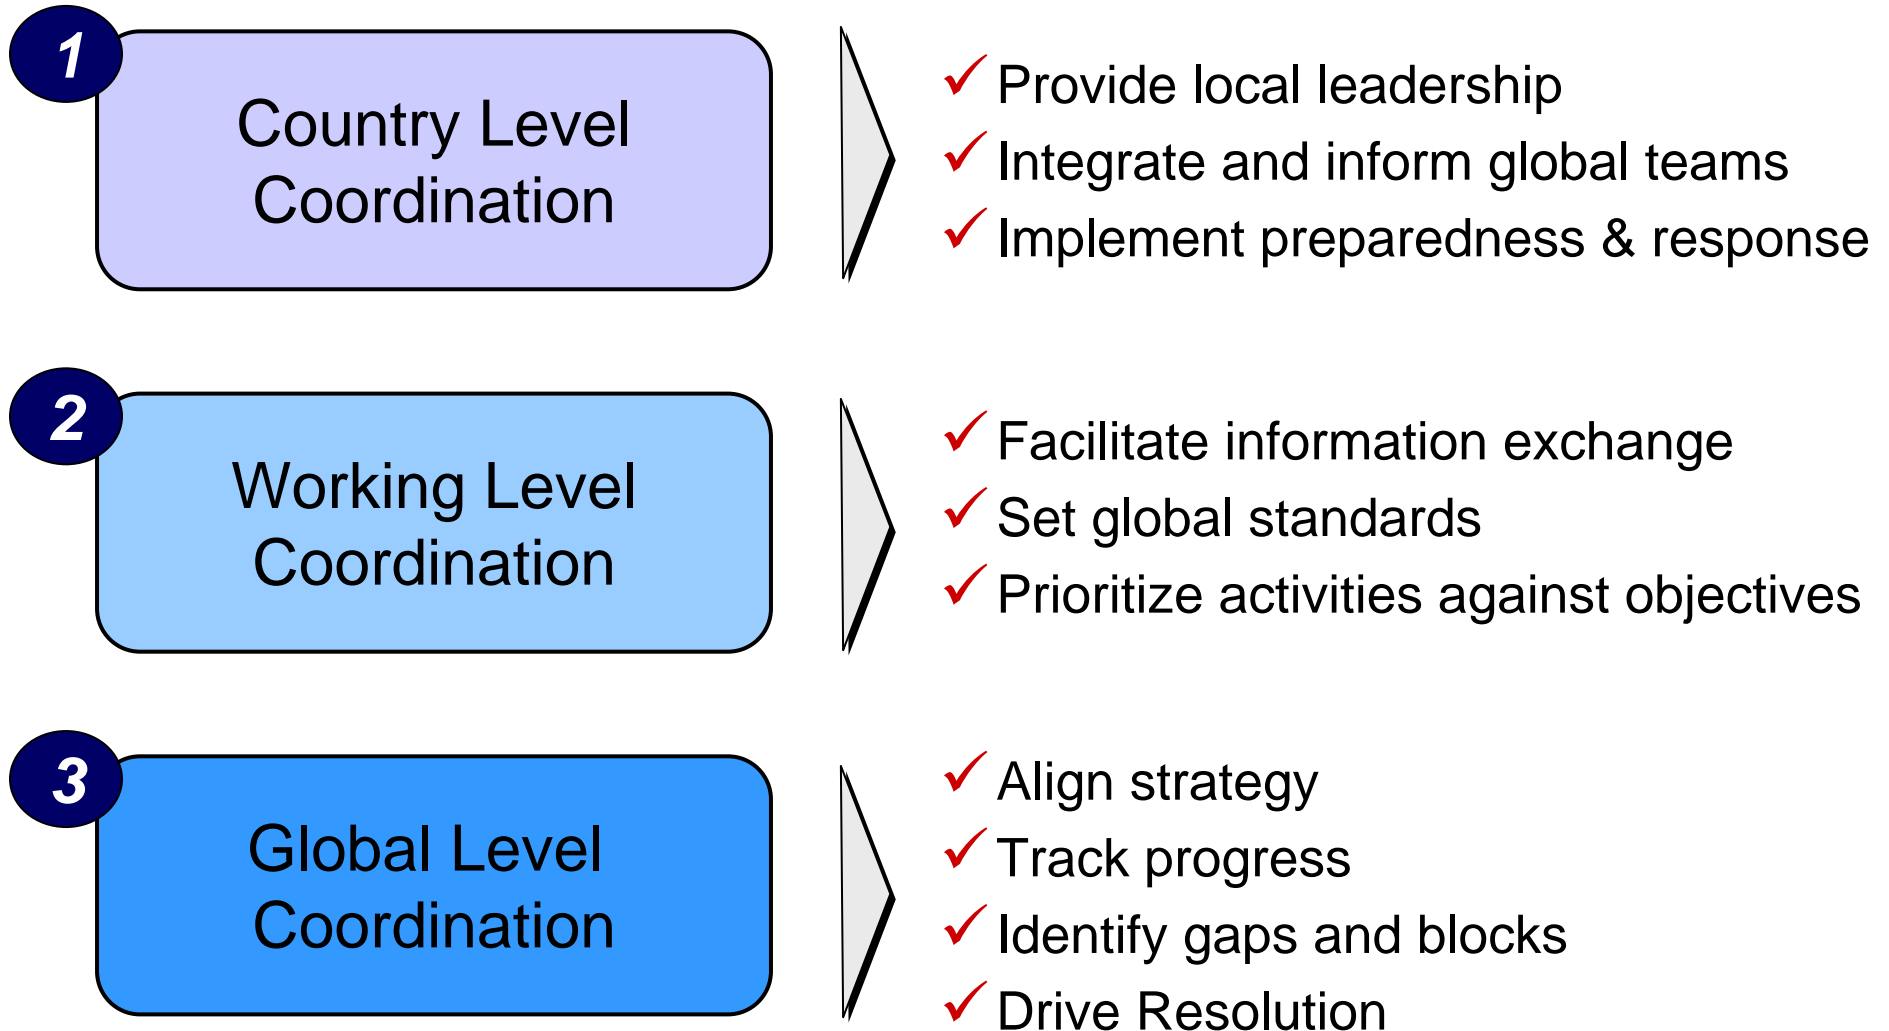 1
Country Level
Coordination
Provide local leadership
Integrate and inform global teams
Implement preparedness & response
2
Working Level
Coordination
Facilitate information exchange
Set global standards
Prioritize activities against objectives
3
Global Level
Coordination
Align strategy
Track progress
Identify gaps and blocks
Drive Resolution